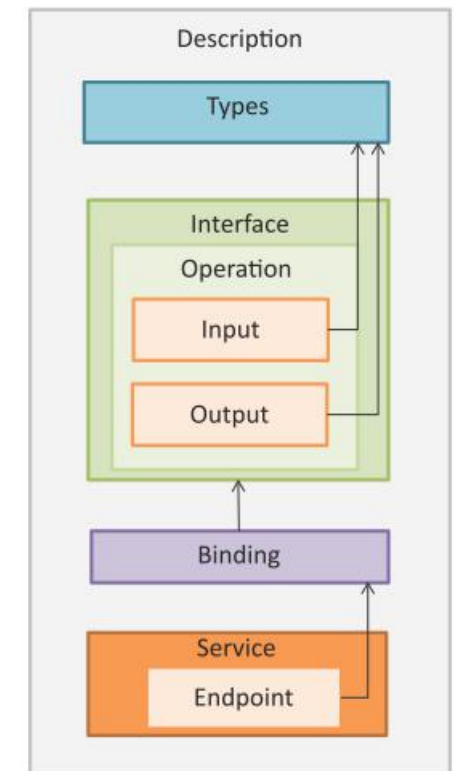 Description
Types
Interface
Operation
Input
Output
Binding
Service
Endpoint